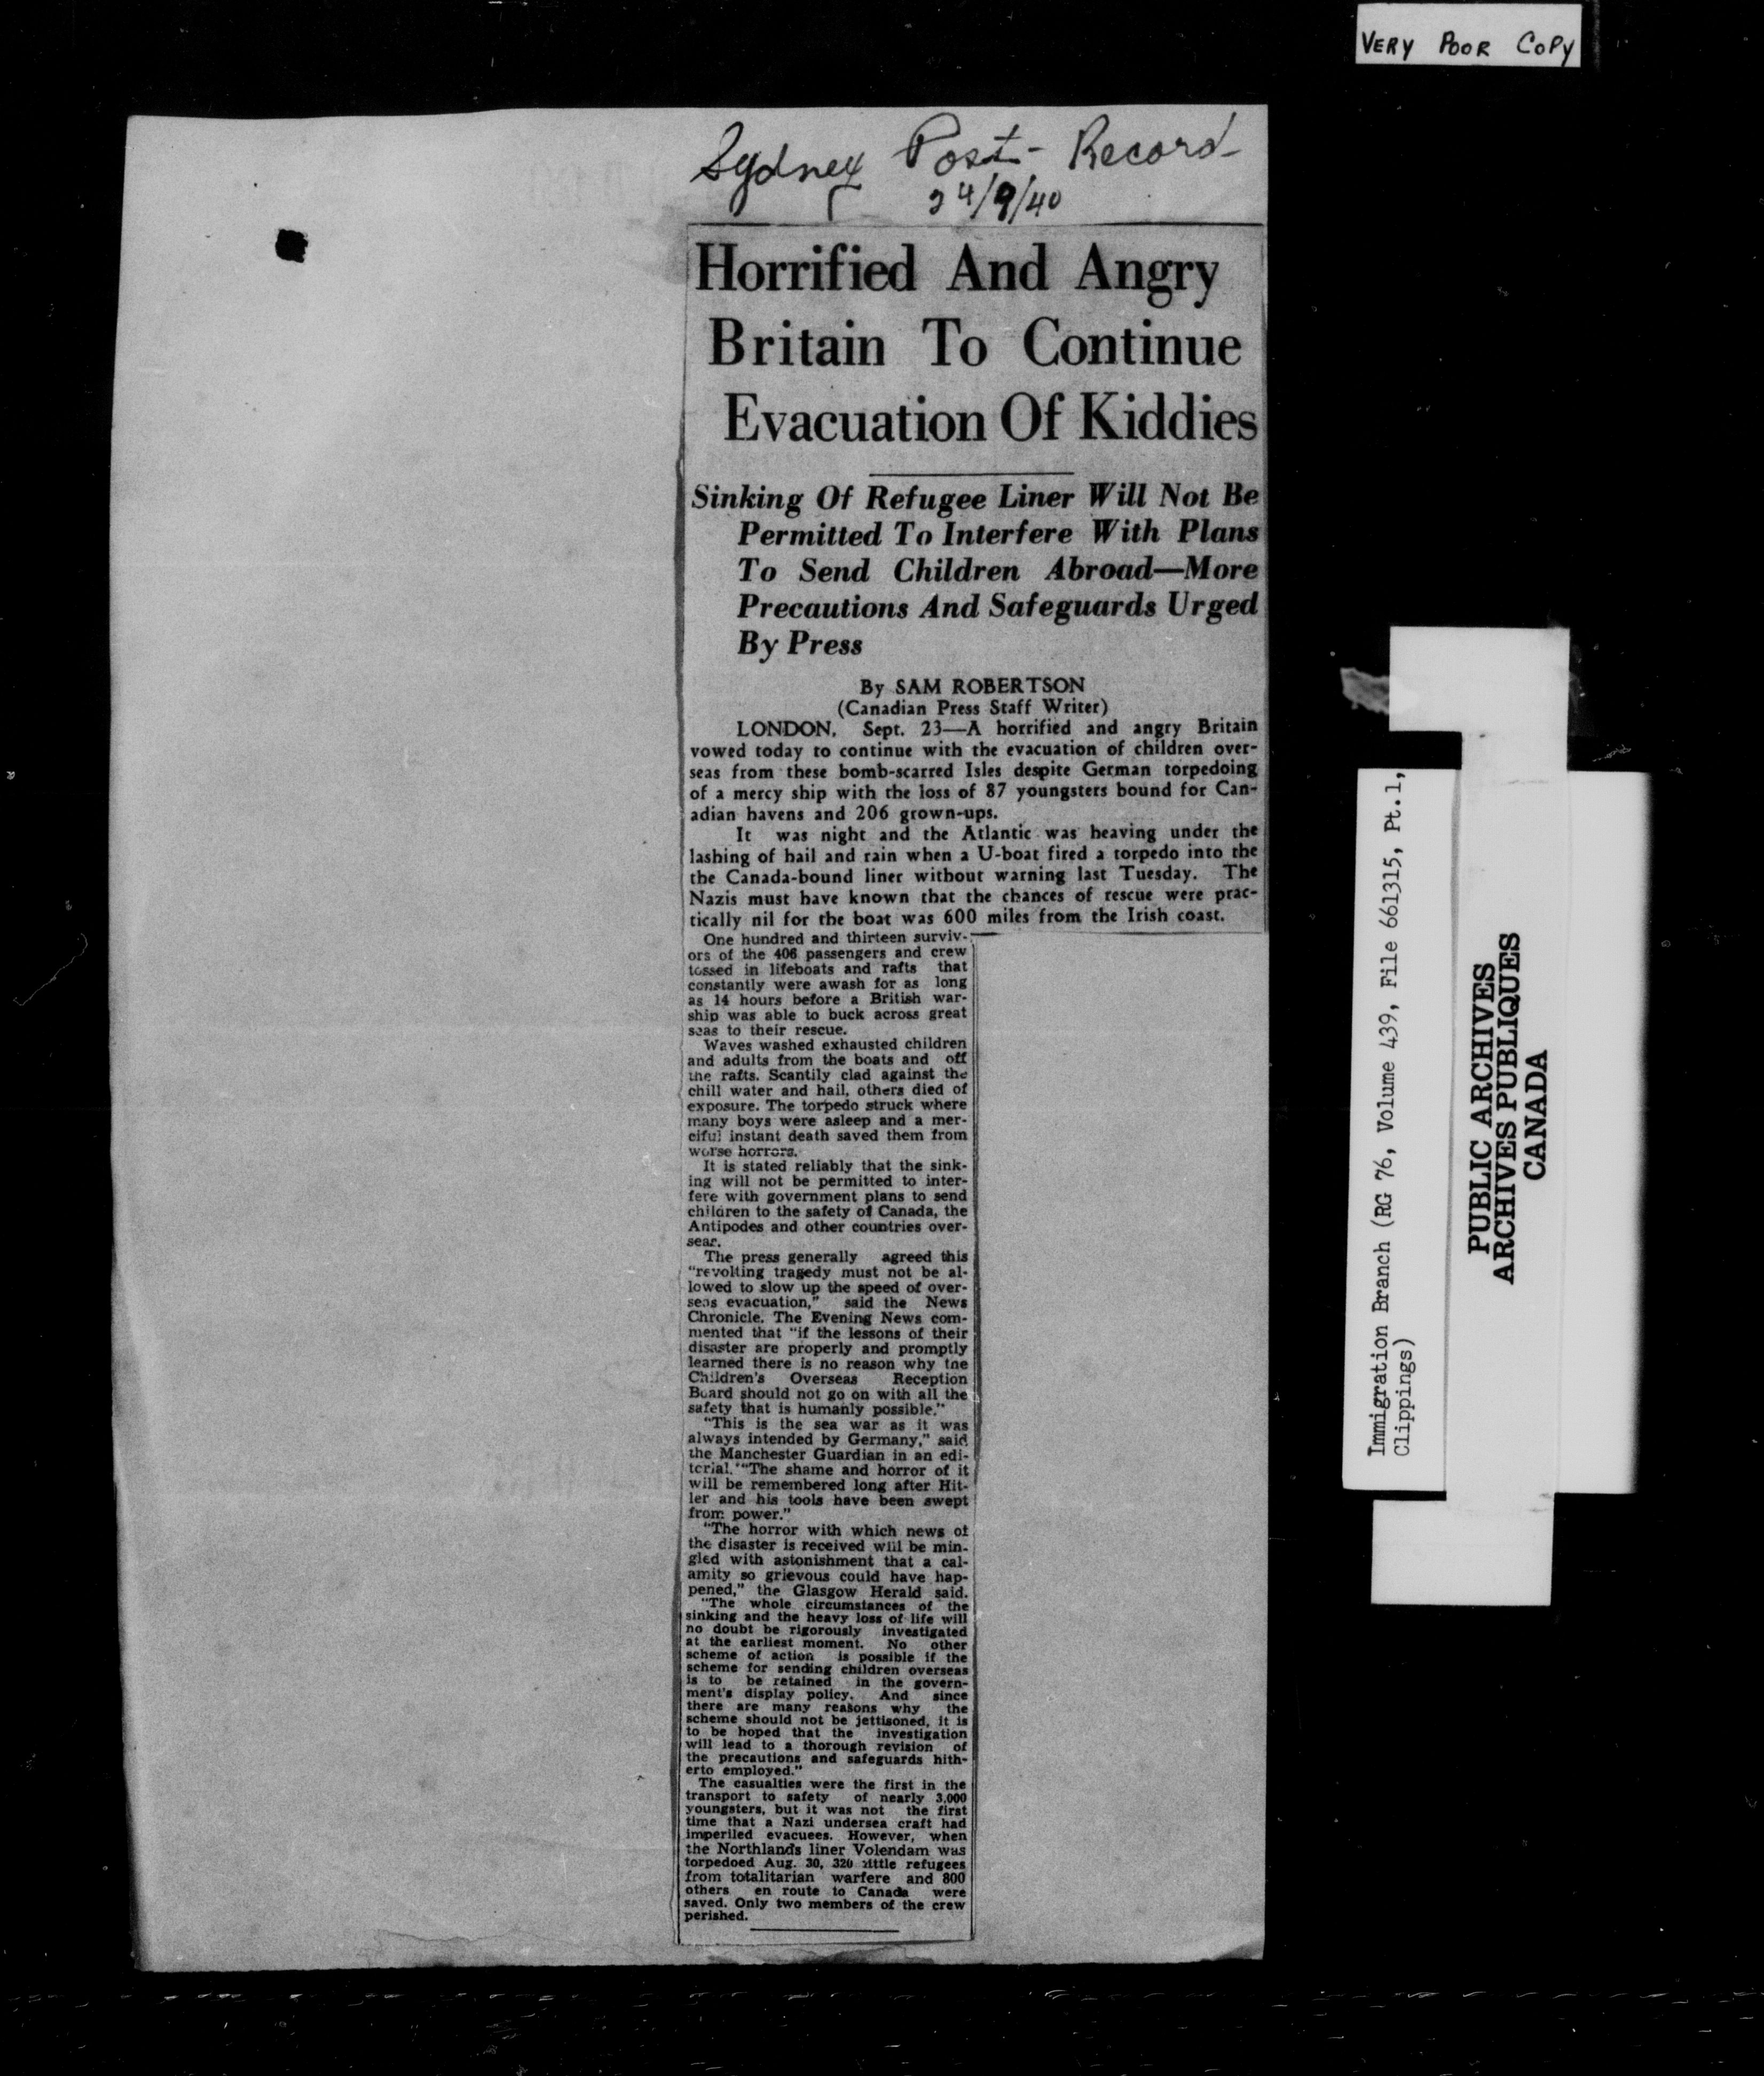 VERY POOR COPY
Sydney Post-Record
24/9/40
Horrified And Angry
Britain To Continue
Evacuation Of Kiddies
Sinking Of Refugee Liner Will Not Be
Permitted To Interfere With Plans
To Send Children Abroad—More
Precautions And Safeguards Urged
By Press
By SAM ROBERTSON
(Canadian Press Staff Writer)
LONDON, Sept. 23—A horrified and angry Britain
vowed today to continue with the evacuation of children over-
seas from these bomb-scarred Isles despite German torpedoing
of a mercy ship with the loss of 87 youngsters bound for Can-
adian havens and 206 grown-ups.
It was night and the Atlantic was heaving under the
lashing of hail and rain when a U-boat fired a torpedo into the
the Canada-bound liner without warning last Tuesday. The
Nazis must have known that the chances of rescue were prac-
tically nil for the boat was 600 miles from the Irish coast.
One hundred and thirteen surviv-
ors of the 406 passengers and crew
tossed in lifeboats and rafts that
constantly were awash for as long
as 14 hours before a British war-
ship was able to buck across great
seas to their rescue.
Waves washed exhausted children
and adults from the boats and off
the rafts. Scantily clad against the
chill water and hail, others died of
exposure. The torpedo struck where
many boys were asleep and a mer-
ciful instant death saved them from
worse horrors.
It is stated reliably that the sink-
ing will not be permitted to inter-
fere with government plans to send
children to the safety of Canada, the
Antipodes and other countries over-
sear.
The press generally agreed this
"revolting tragedy must not be al-
lowed to slow up the speed of over-
seas evacuation," said the News
Chronicle. The Evening News com-
mented that "if the lessons of their
disaster are properly and promptly
learned there is no reason why the
Children's Overseas Reception
Board should not go on with all the
safety that is humanly possible."
"This is the sea war as it was
always intended by Germany," said
the Manchester Guardian in an edi-
torial. "The shame and horror of it
will be remembered long after Hit-
ler and his tools have been swept
from power."
"The horror with which news of
the disaster is received will be min-
gled with astonishment that a cal-
amity so grievous could have hap-
pened," the Glasgow Herald said.
"The whole circumstances of the
sinking and the heavy loss of life will
no doubt be rigorously investigated
at the earliest moment. No other
scheme of action is possible if the
scheme for sending children overseas
is to be retained in the govern-
ment's display policy. And since
there are many reasons why the
scheme should not be jettisoned, it is
to be hoped that the investigation
will lead to a thorough revision of
the precautions and safeguards hith-
erto employed."
The casualties were the first in the
transport to safety of nearly 3,000
youngsters, but it was not the first
time that a Nazi undersea craft had
imperiled evacuees. However, when
the Northlands liner Volendam was
torpedoed Aug. 30, 320 little refugees
from totalitarian warfere and 800
others en route to Canada were
saved. Only two members of the crew
perished.
Immigration Branch (RG 76, Volume 439, File 661315, Pt.1,
Clippings)
PUBLIC ARCHIVES
ARCHIVES PUBLIQUES
CANADA